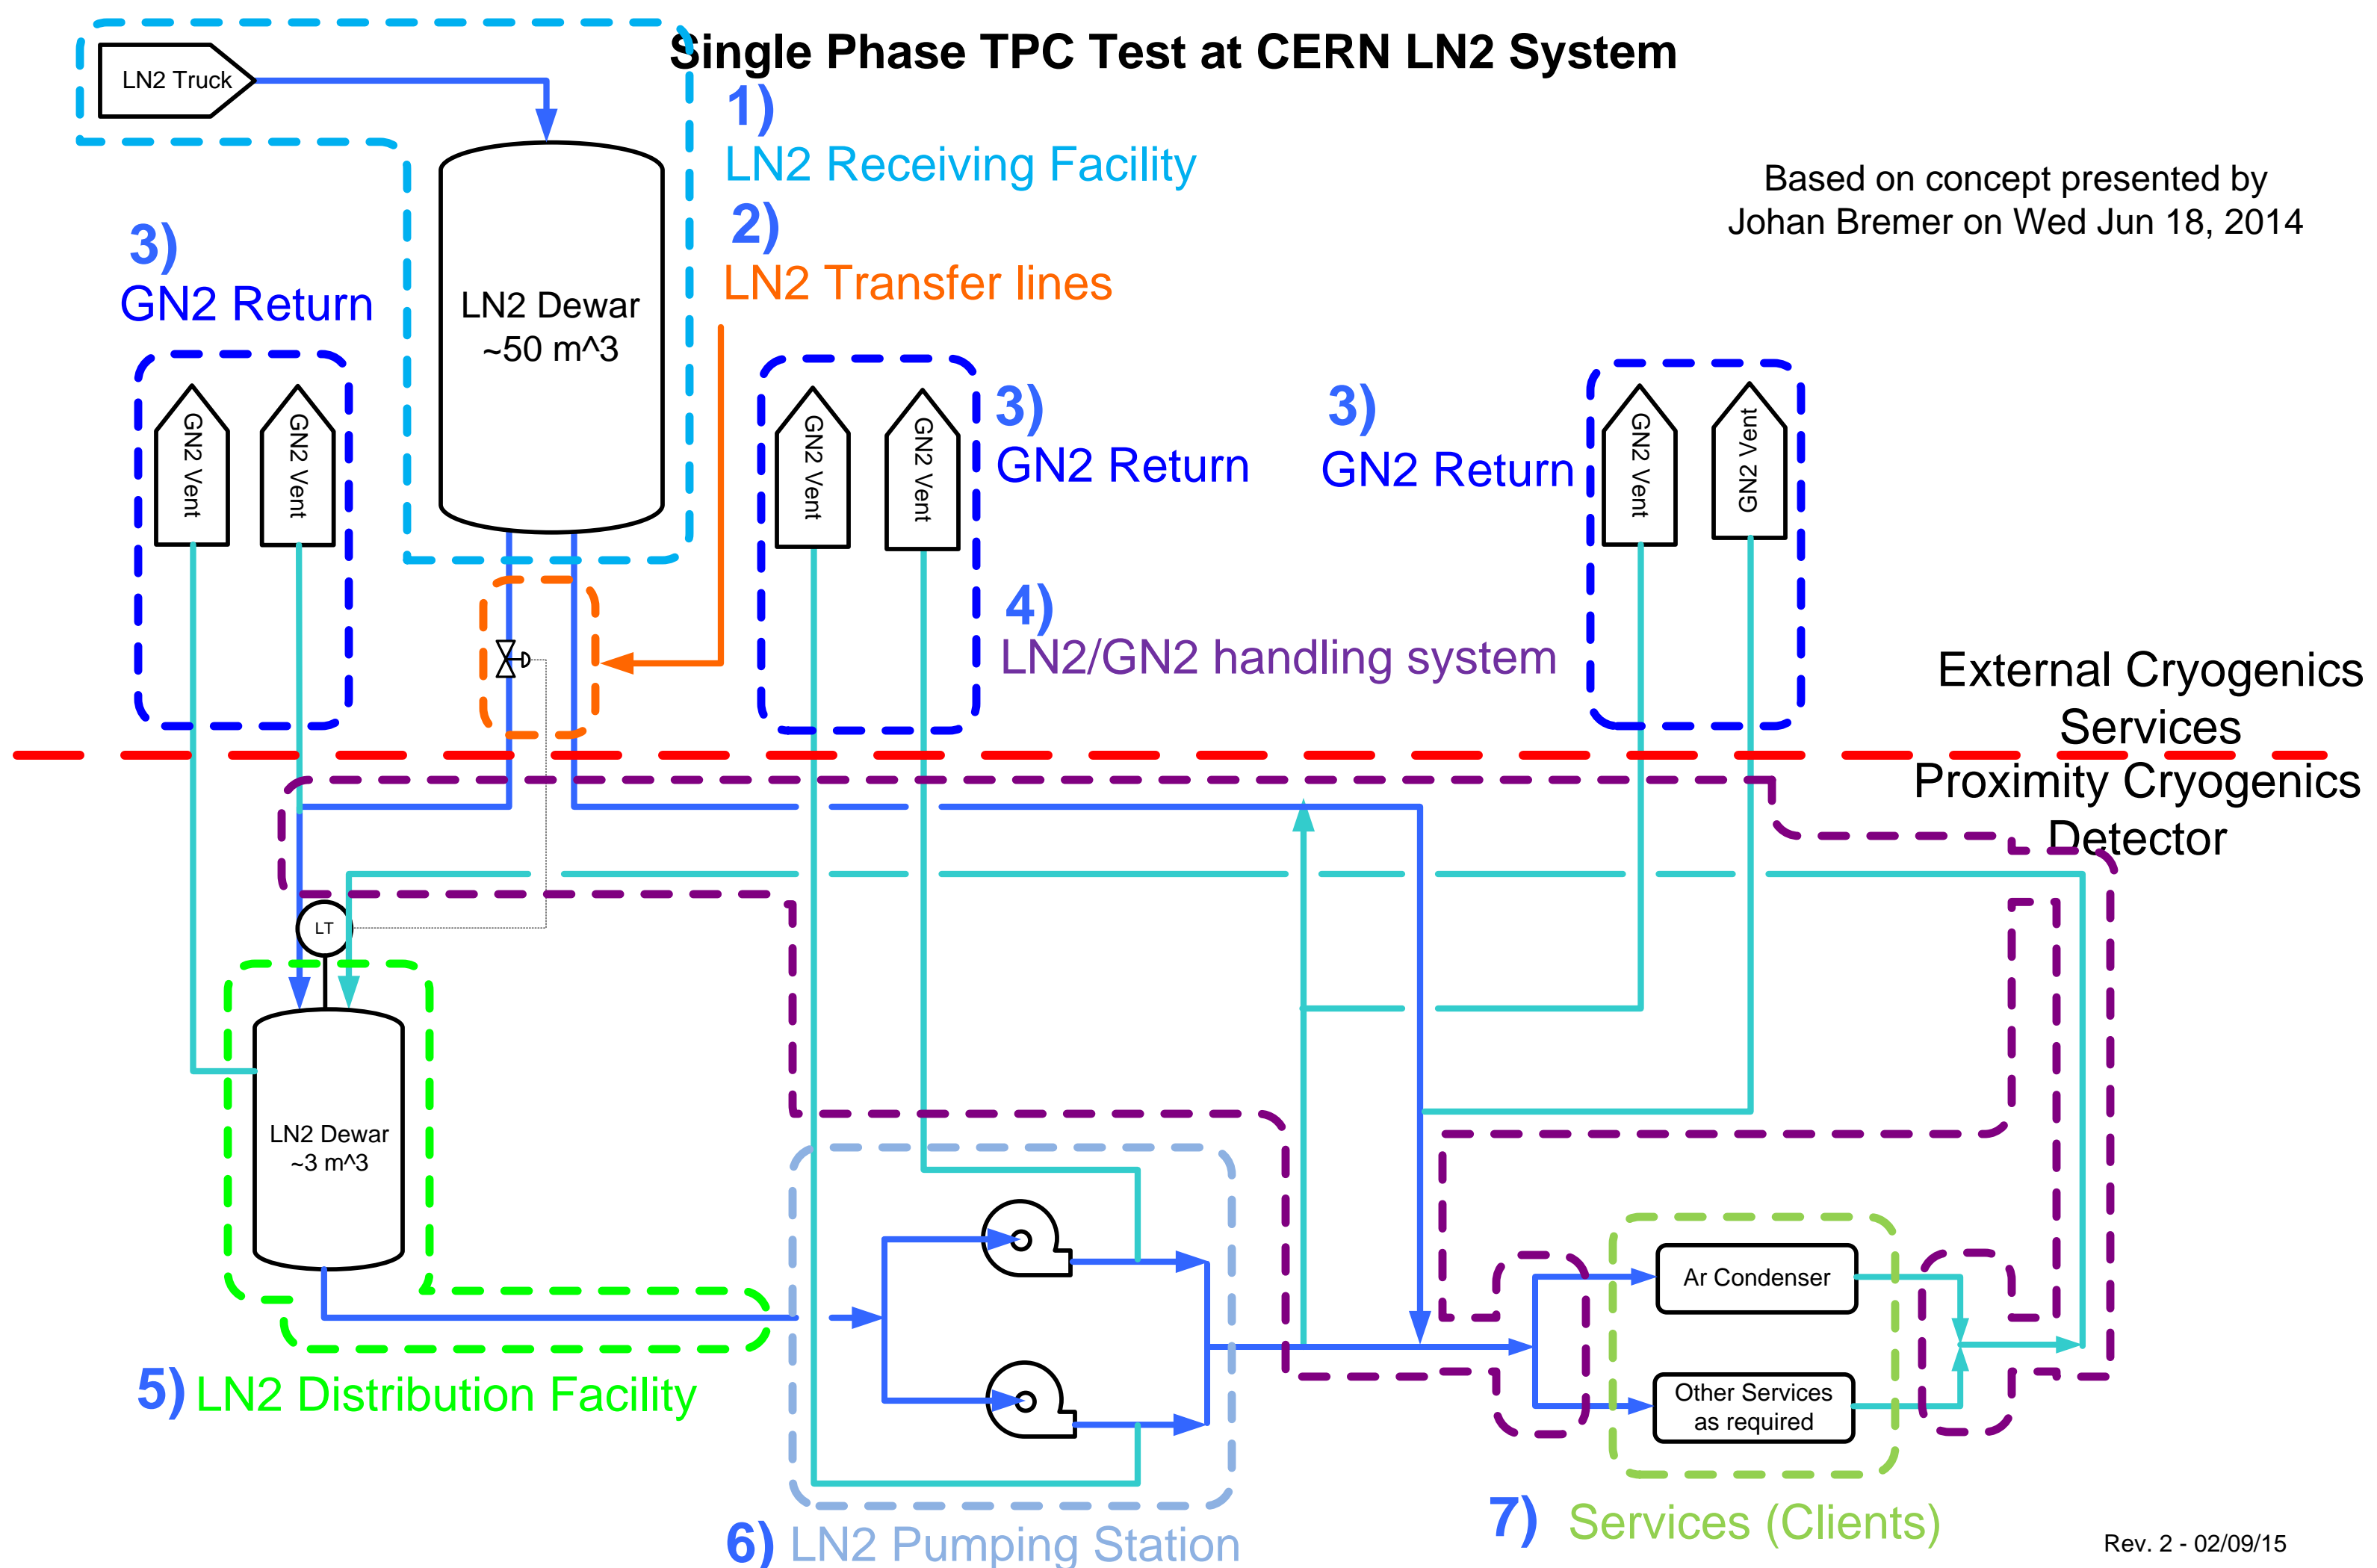 Single Phase TPC Test at CERN LN2 System
LN2 Truck
1)
LN2 Receiving Facility
Based on concept presented by
Johan Bremer on Wed Jun 18, 2014
2)
LN2 Transfer lines
3)
GN2 Return
LN2 Dewar
~50 m^3
GN2 Vent
GN2 Vent
GN2 Vent
GN2 Vent
3)
GN2 Return
3)
GN2 Return
GN2 Vent
GN2 Vent
4)
LN2/GN2 handling system
External Cryogenics
Services
Proximity Cryogenics
Detector
LT
LN2 Dewar
~3 m^3
Ar Condenser
Other Services
as required
5) LN2 Distribution Facility
6) LN2 Pumping Station
7) Services (Clients)
Rev. 2 - 02/09/15